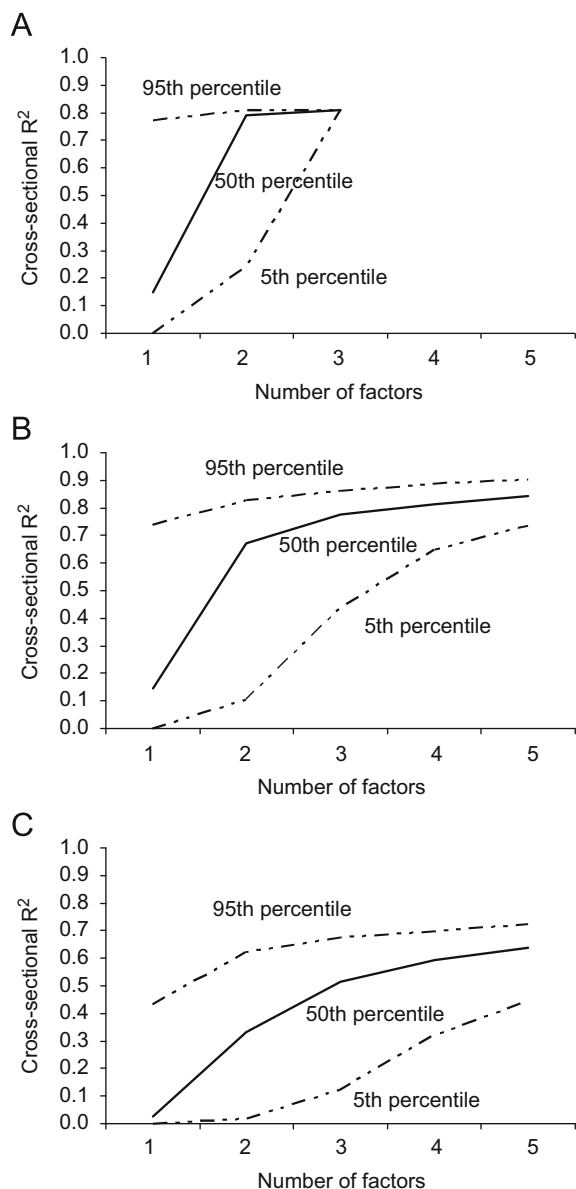 A
Cross-sectional R²
1.0
0.9
0.8
0.7
0.6
0.5
0.4
0.3
0.2
0.1
0.0
95th percentile
50th percentile
5th percentile
1 2 3 4 5
Number of factors
B
Cross-sectional R²
1.0
0.9
0.8
0.7
0.6
0.5
0.4
0.3
0.2
0.1
0.0
95th percentile
50th percentile
5th percentile
1 2 3 4 5
Number of factors
C
Cross-sectional R²
1.0
0.9
0.8
0.7
0.6
0.5
0.4
0.3
0.2
0.1
0.0
95th percentile
50th percentile
5th percentile
1 2 3 4 5
Number of factors